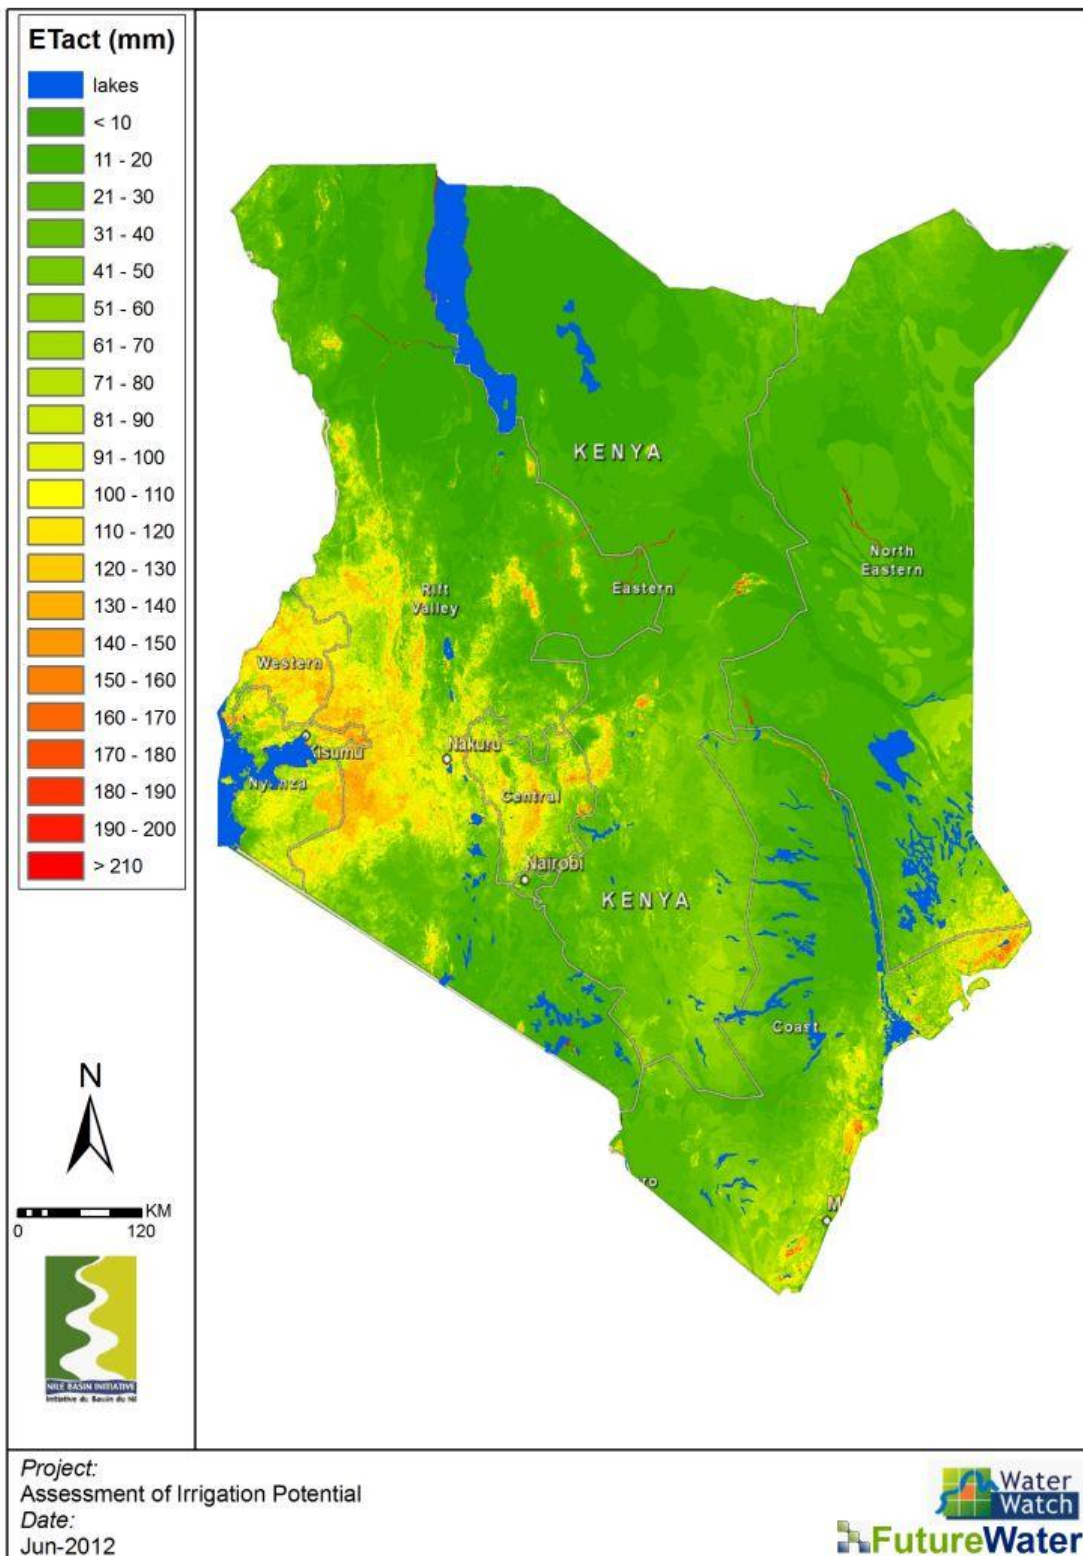 ETact (mm)
lakes
< 10
11 - 20
21 - 30
31 - 40
41 - 50
51 - 60
61 - 70
71 - 80
81 - 90
91 - 100
100 - 110
110 - 120
120 - 130
130 - 140
140 - 150
150 - 160
160 - 170
170 - 180
180 - 190
190 - 200
> 210
KENYA
North
Eastern
Eastern
Rift
Valley
Western
Kisumu
Nakuru
Central
Nairobi
KENYA
Coast
ro
M
N
KM
0 120
NILE BASIN INITIATIVE
Initiative du Bassin du Nil
Project:
Assessment of Irrigation Potential
Date:
Jun-2012
Water
Watch
FutureWater